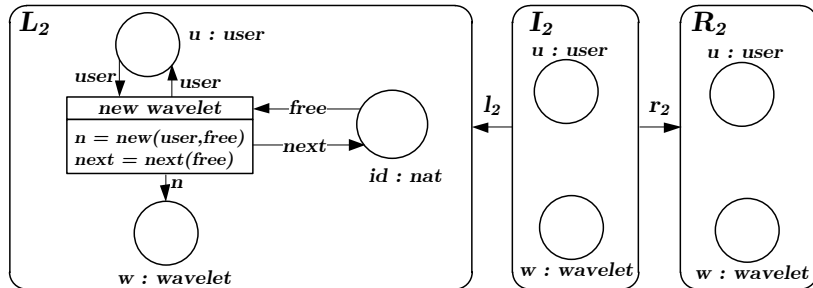 L2
u : user
user
user
new wavelet
n = new(user,free)
next = next(free)
free
next
id : nat
n
w : wavelet
l2
I2
u : user
w : wavelet
r2
R2
u : user
w : wavelet